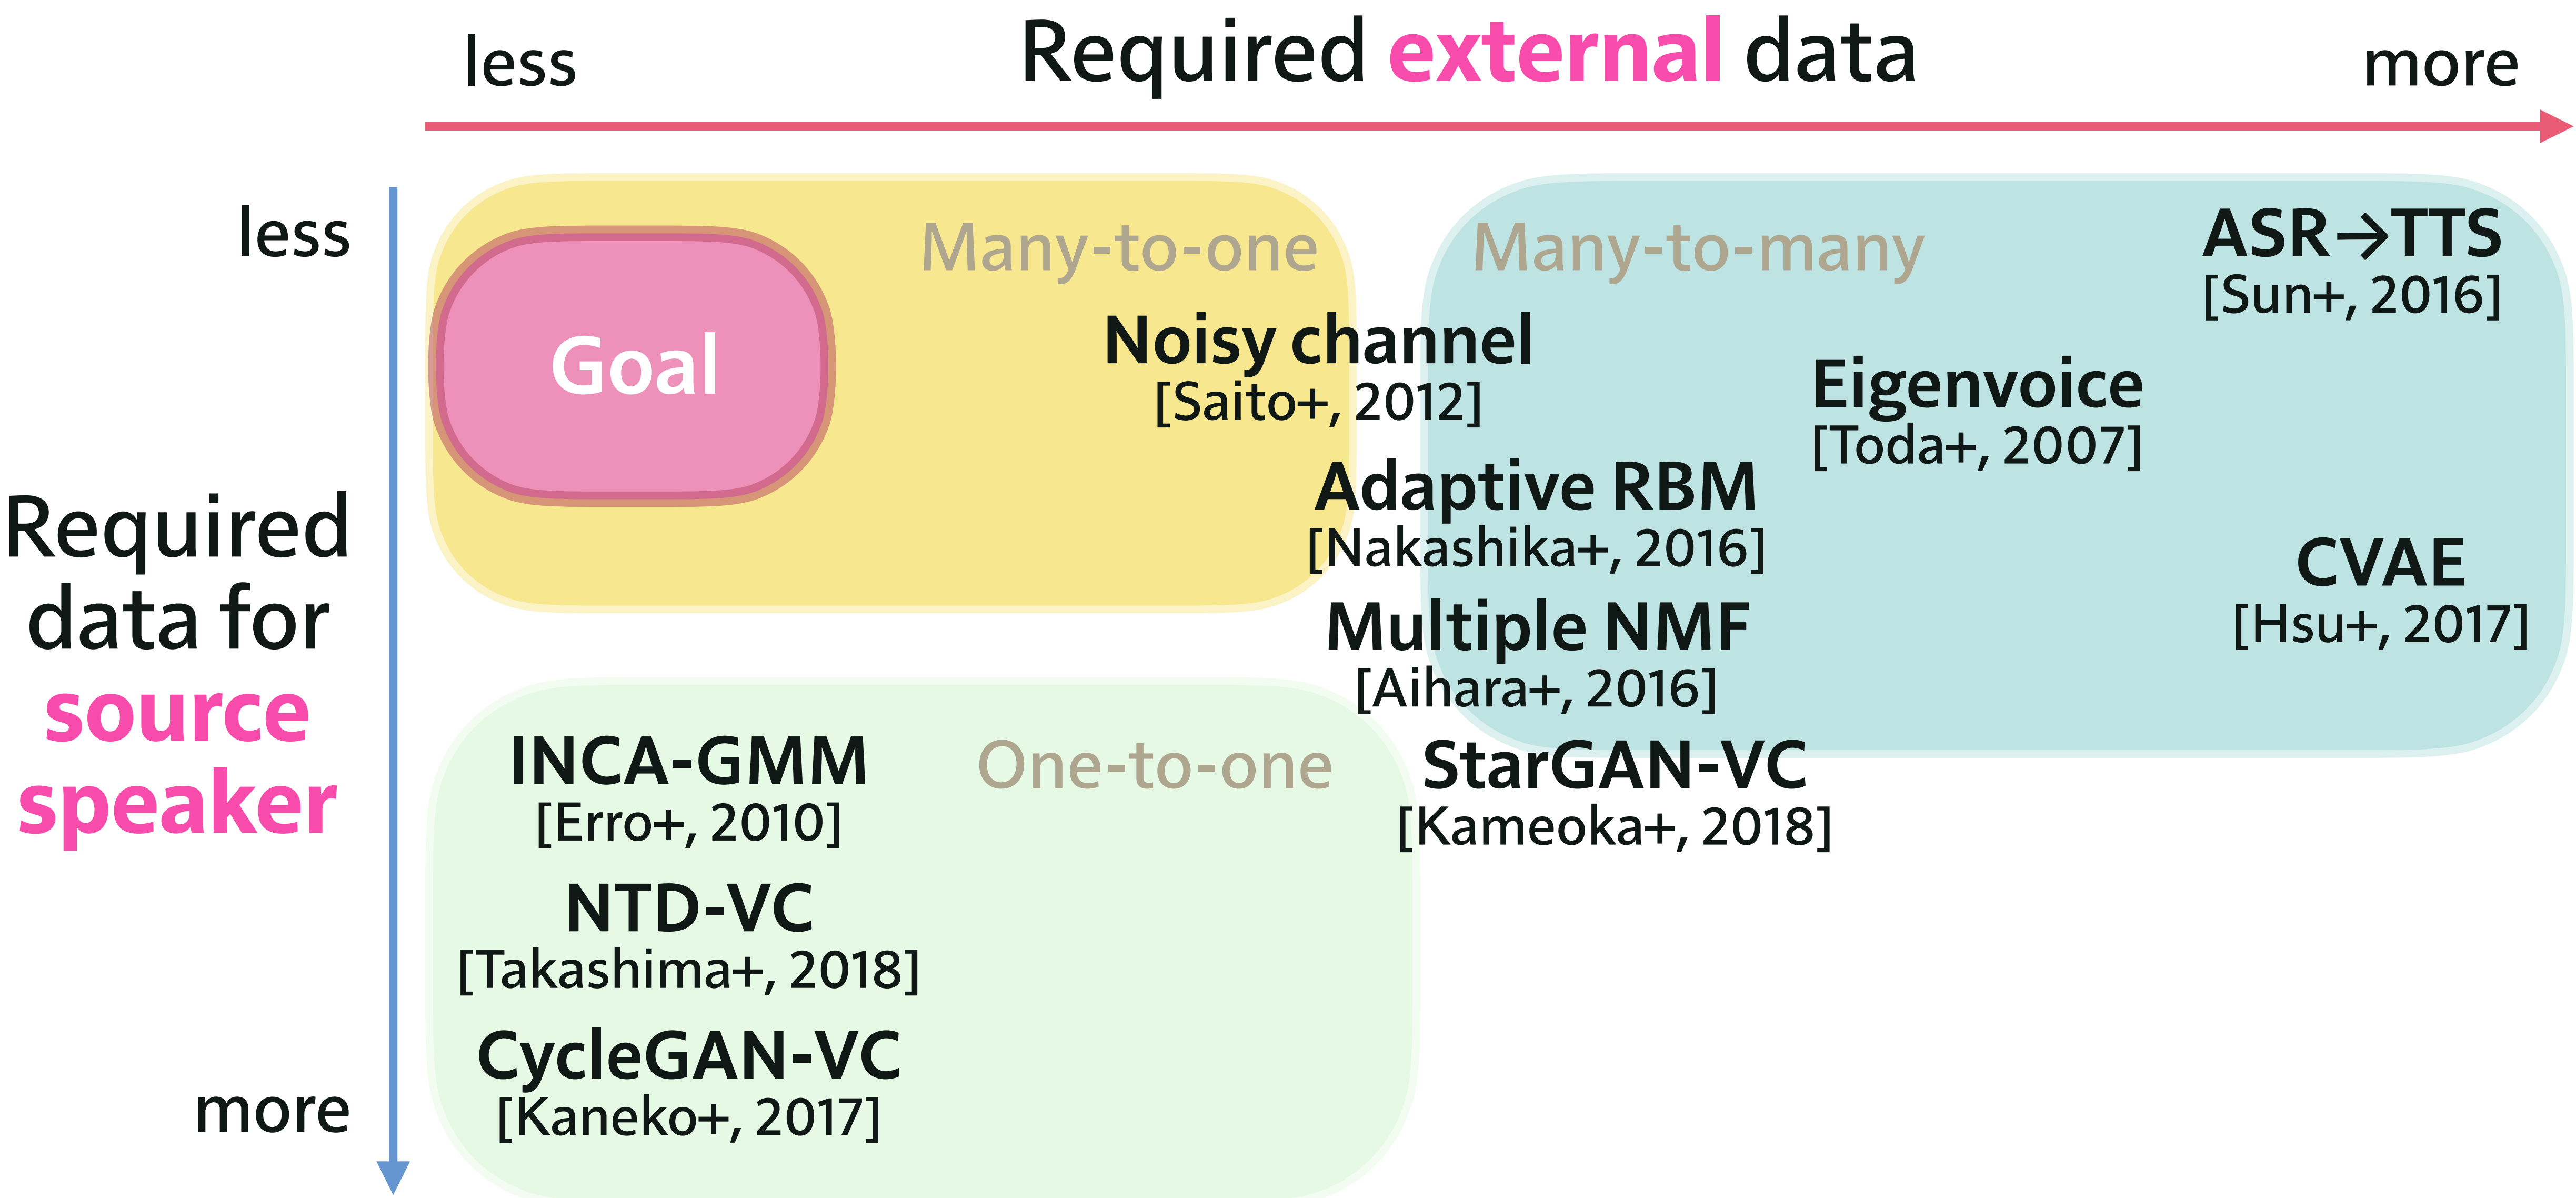 Required external data
less
more
less
Required
data for
source
speaker
more
Many-to-one
Goal
Noisy channel
[Saito+, 2012]
Many-to-many
ASR→TTS
[Sun+, 2016]
Eigenvoice
[Toda+, 2007]
Adaptive RBM
[Nakashika+, 2016]
CVAE
[Hsu+, 2017]
Multiple NMF
[Aihara+, 2016]
One-to-one
INCA-GMM
[Erro+, 2010]
StarGAN-VC
[Kameoka+, 2018]
NTD-VC
[Takashima+, 2018]
CycleGAN-VC
[Kaneko+, 2017]